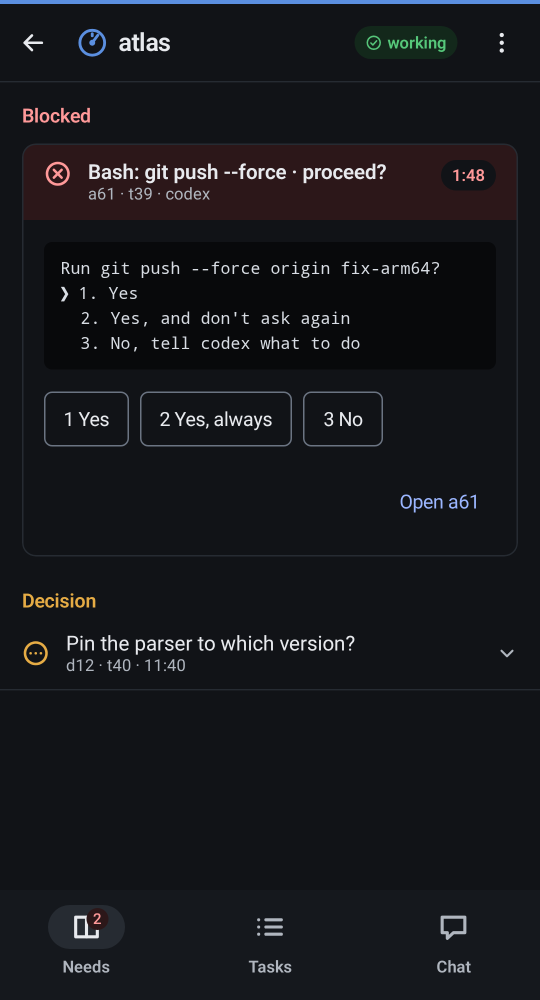 atlas
working
Blocked
Bash: git push --force · proceed?
1:48
a61 · t39 · codex
Run git push --force origin fix-arm64?
❯ 1. Yes
2. Yes, and don't ask again
3. No, tell codex what to do
1 Yes
2 Yes, always
3 No
Open a61
Decision
Pin the parser to which version?
d12 · t40 · 11:40
2
Needs
Tasks
Chat